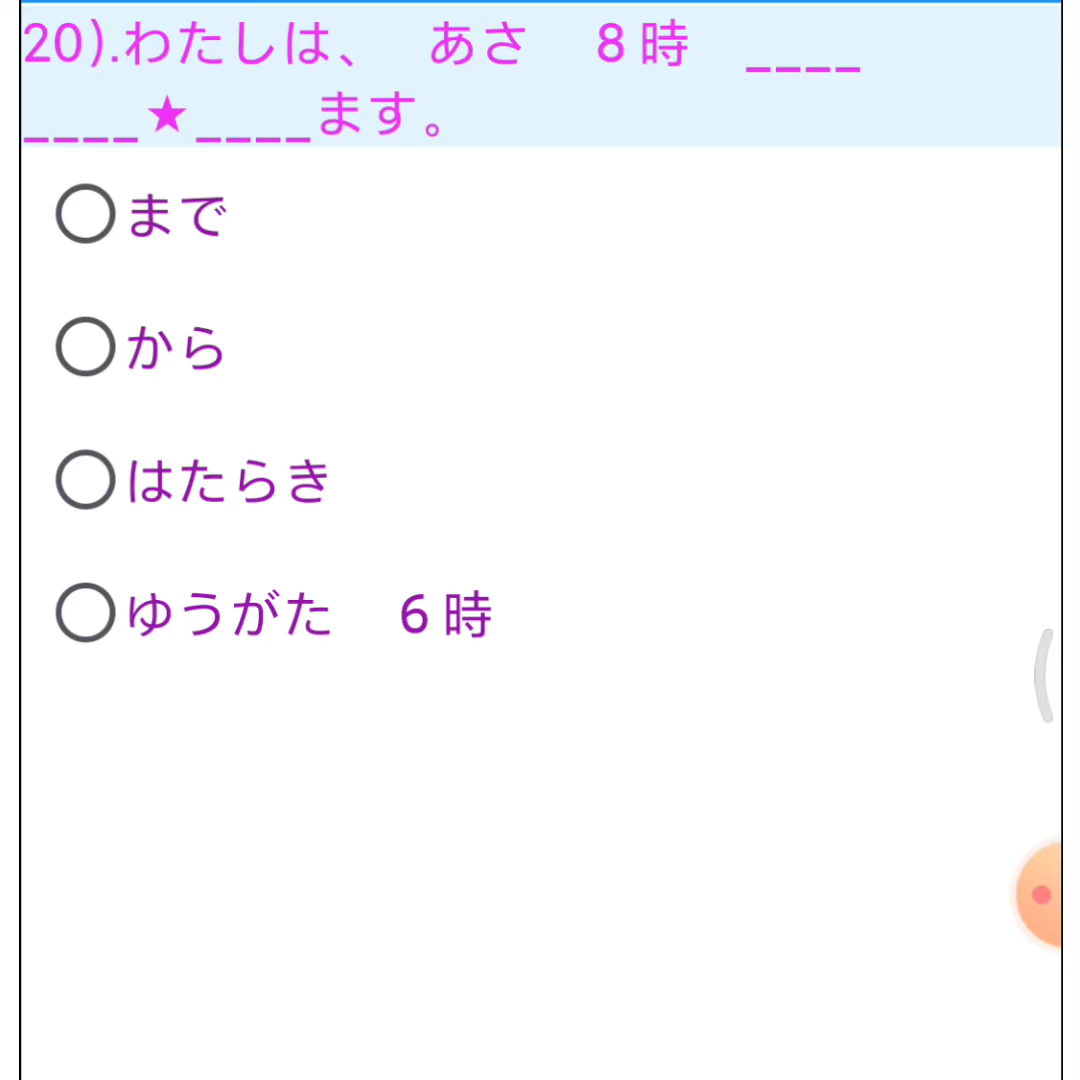 20).わたしは、　あさ　８時　____
____★____ます。
まで
から
はたらき
ゆうがた　６時